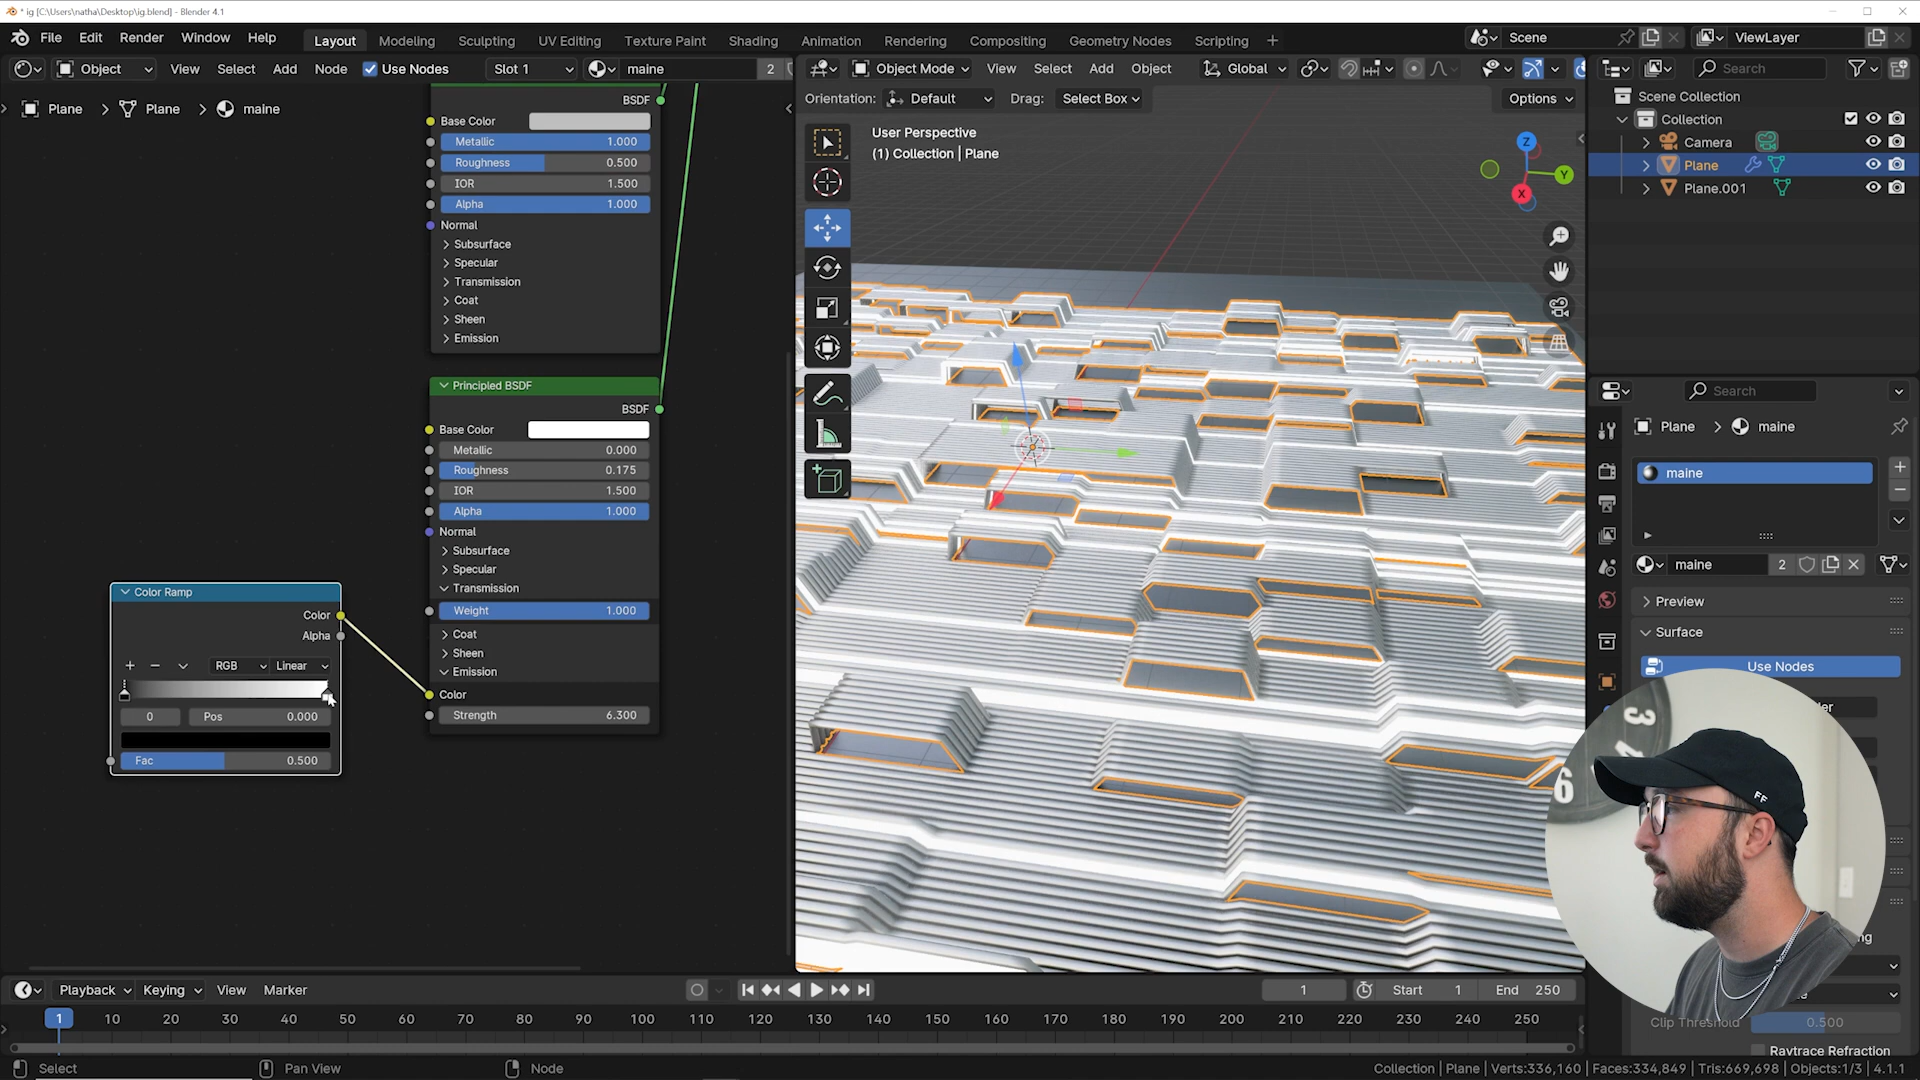 * ig [C:\Users\natha\Desktop\ig.blend] - Blender 4.1
File Edit Render Window Help
Layout Modeling Sculpting UV Editing Texture Paint Shading Animation Rendering Compositing Geometry Nodes Scripting +
Scene
ViewLayer
Object View Select Add Node Use Nodes Slot 1 maine 2
Object Mode View Select Add Object Global
Search
Plane > Plane > maine
Orientation: Default Drag: Select Box Options
User Perspective
(1) Collection | Plane
Z
Y
X
Scene Collection
Collection
Camera
Plane
Plane.001
BSDF
Base Color
Metallic 1.000
Roughness 0.500
IOR 1.500
Alpha 1.000
Normal
Subsurface
Specular
Transmission
Coat
Sheen
Emission
Principled BSDF
BSDF
Base Color
Metallic 0.000
Roughness 0.175
IOR 1.500
Alpha 1.000
Normal
Subsurface
Specular
Transmission
Weight 1.000
Coat
Sheen
Emission
Color
Strength 6.300
Color Ramp
Color
Alpha
+ − RGB Linear
0 Pos 0.000
Fac 0.500
Search
Plane > maine
maine
maine 2
Preview
Surface
Use Nodes
3
4
6
FF
Clip Threshold 0.500
Raytrace Refraction
Playback Keying View Marker
1 Start 1 End 250
1 10 20 30 40 50 60 70 80 90 100 110 120 130 140 150 160 170 180 190 200 210 220 230 240 250
Select Pan View Node
Collection | Plane | Verts:336,160 | Faces:334,849 | Tris:669,698 | Objects:1/3 | 4.1.1